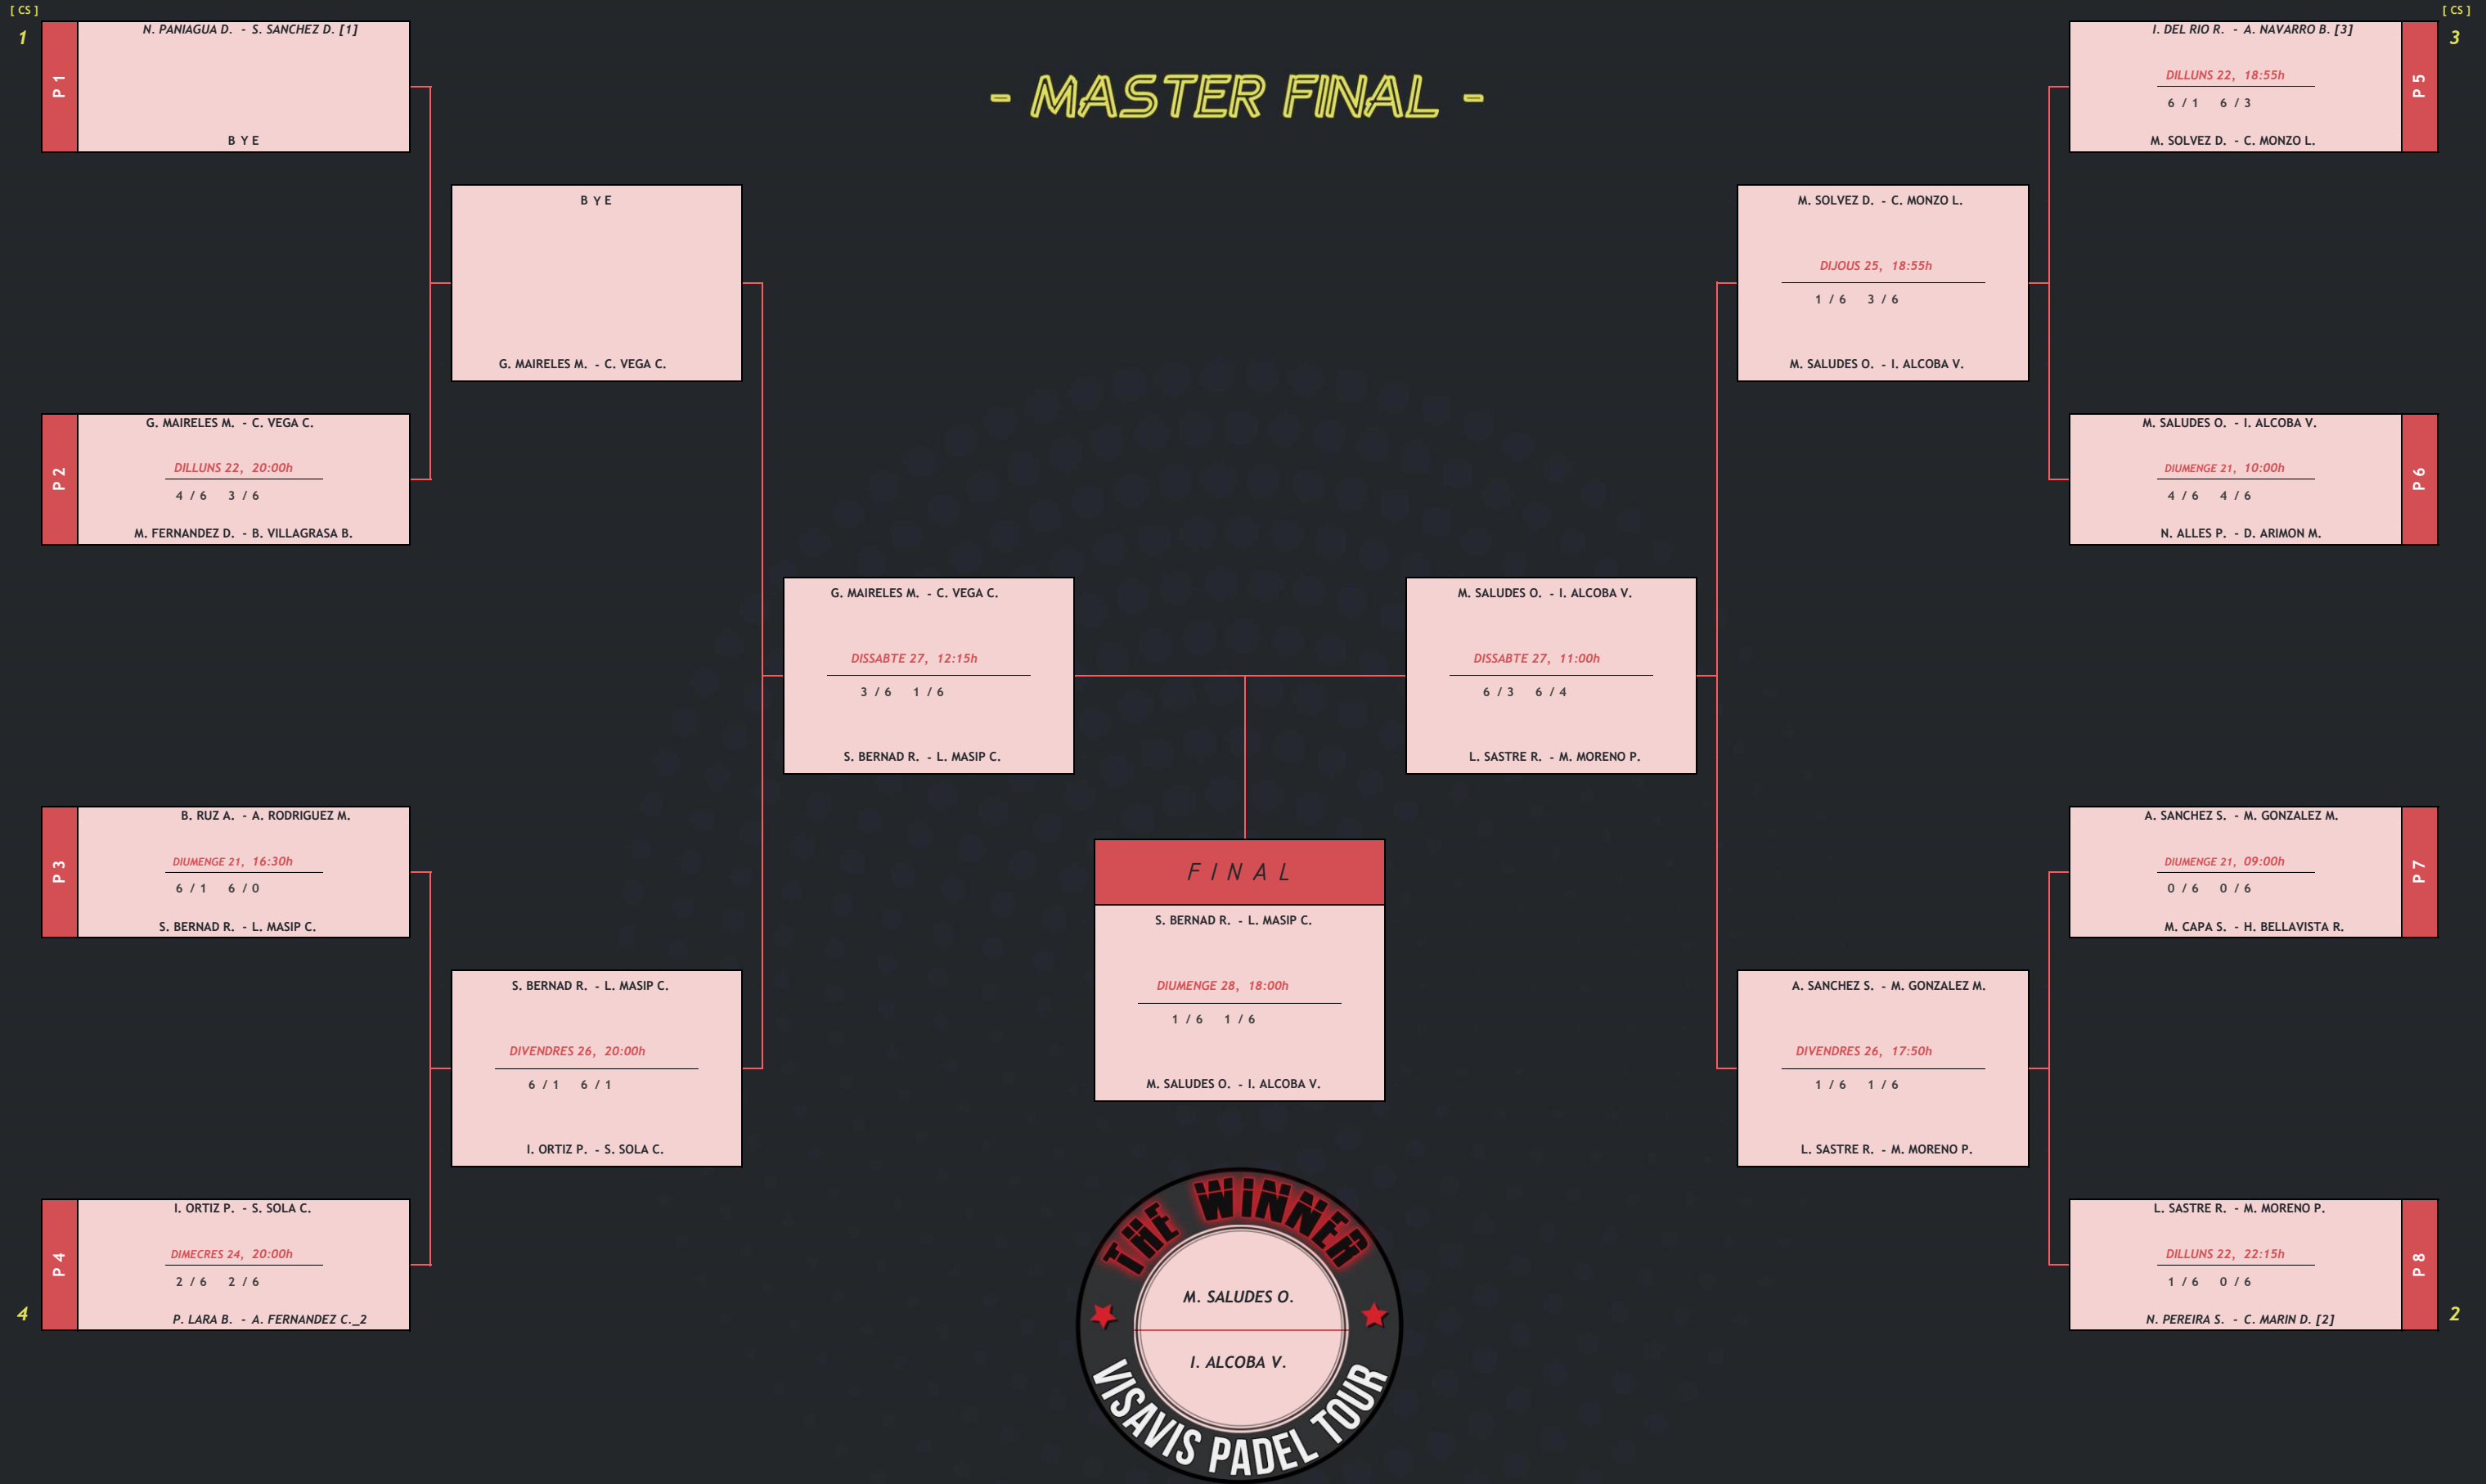 [ CS ]
1
P 1
N. PANIAGUA D. - S. SANCHEZ D. [1]
B Y E
P 2
G. MAIRELES M. - C. VEGA C.
DILLUNS 22, 20:00h
4 / 6 3 / 6
M. FERNANDEZ D. - B. VILLAGRASA B.
P 3
B. RUZ A. - A. RODRIGUEZ M.
DIUMENGE 21, 16:30h
6 / 1 6 / 0
S. BERNAD R. - L. MASIP C.
4
P 4
I. ORTIZ P. - S. SOLA C.
DIMECRES 24, 20:00h
2 / 6 2 / 6
P. LARA B. - A. FERNANDEZ C._2
B Y E
G. MAIRELES M. - C. VEGA C.
S. BERNAD R. - L. MASIP C.
DIVENDRES 26, 20:00h
6 / 1 6 / 1
I. ORTIZ P. - S. SOLA C.
G. MAIRELES M. - C. VEGA C.
DISSABTE 27, 12:15h
3 / 6 1 / 6
S. BERNAD R. - L. MASIP C.
- MASTER FINAL -
F I N A L
S. BERNAD R. - L. MASIP C.
DIUMENGE 28, 18:00h
1 / 6 1 / 6
M. SALUDES O. - I. ALCOBA V.
THE WINNER
M. SALUDES O.
I. ALCOBA V.
VISAVIS PADEL TOUR
M. SALUDES O. - I. ALCOBA V.
DISSABTE 27, 11:00h
6 / 3 6 / 4
L. SASTRE R. - M. MORENO P.
M. SOLVEZ D. - C. MONZO L.
DIJOUS 25, 18:55h
1 / 6 3 / 6
M. SALUDES O. - I. ALCOBA V.
A. SANCHEZ S. - M. GONZALEZ M.
DIVENDRES 26, 17:50h
1 / 6 1 / 6
L. SASTRE R. - M. MORENO P.
[ CS ]
3
P 5
I. DEL RIO R. - A. NAVARRO B. [3]
DILLUNS 22, 18:55h
6 / 1 6 / 3
M. SOLVEZ D. - C. MONZO L.
P 6
M. SALUDES O. - I. ALCOBA V.
DIUMENGE 21, 10:00h
4 / 6 4 / 6
N. ALLES P. - D. ARIMON M.
P 7
A. SANCHEZ S. - M. GONZALEZ M.
DIUMENGE 21, 09:00h
0 / 6 0 / 6
M. CAPA S. - H. BELLAVISTA R.
2
P 8
L. SASTRE R. - M. MORENO P.
DILLUNS 22, 22:15h
1 / 6 0 / 6
N. PEREIRA S. - C. MARIN D. [2]